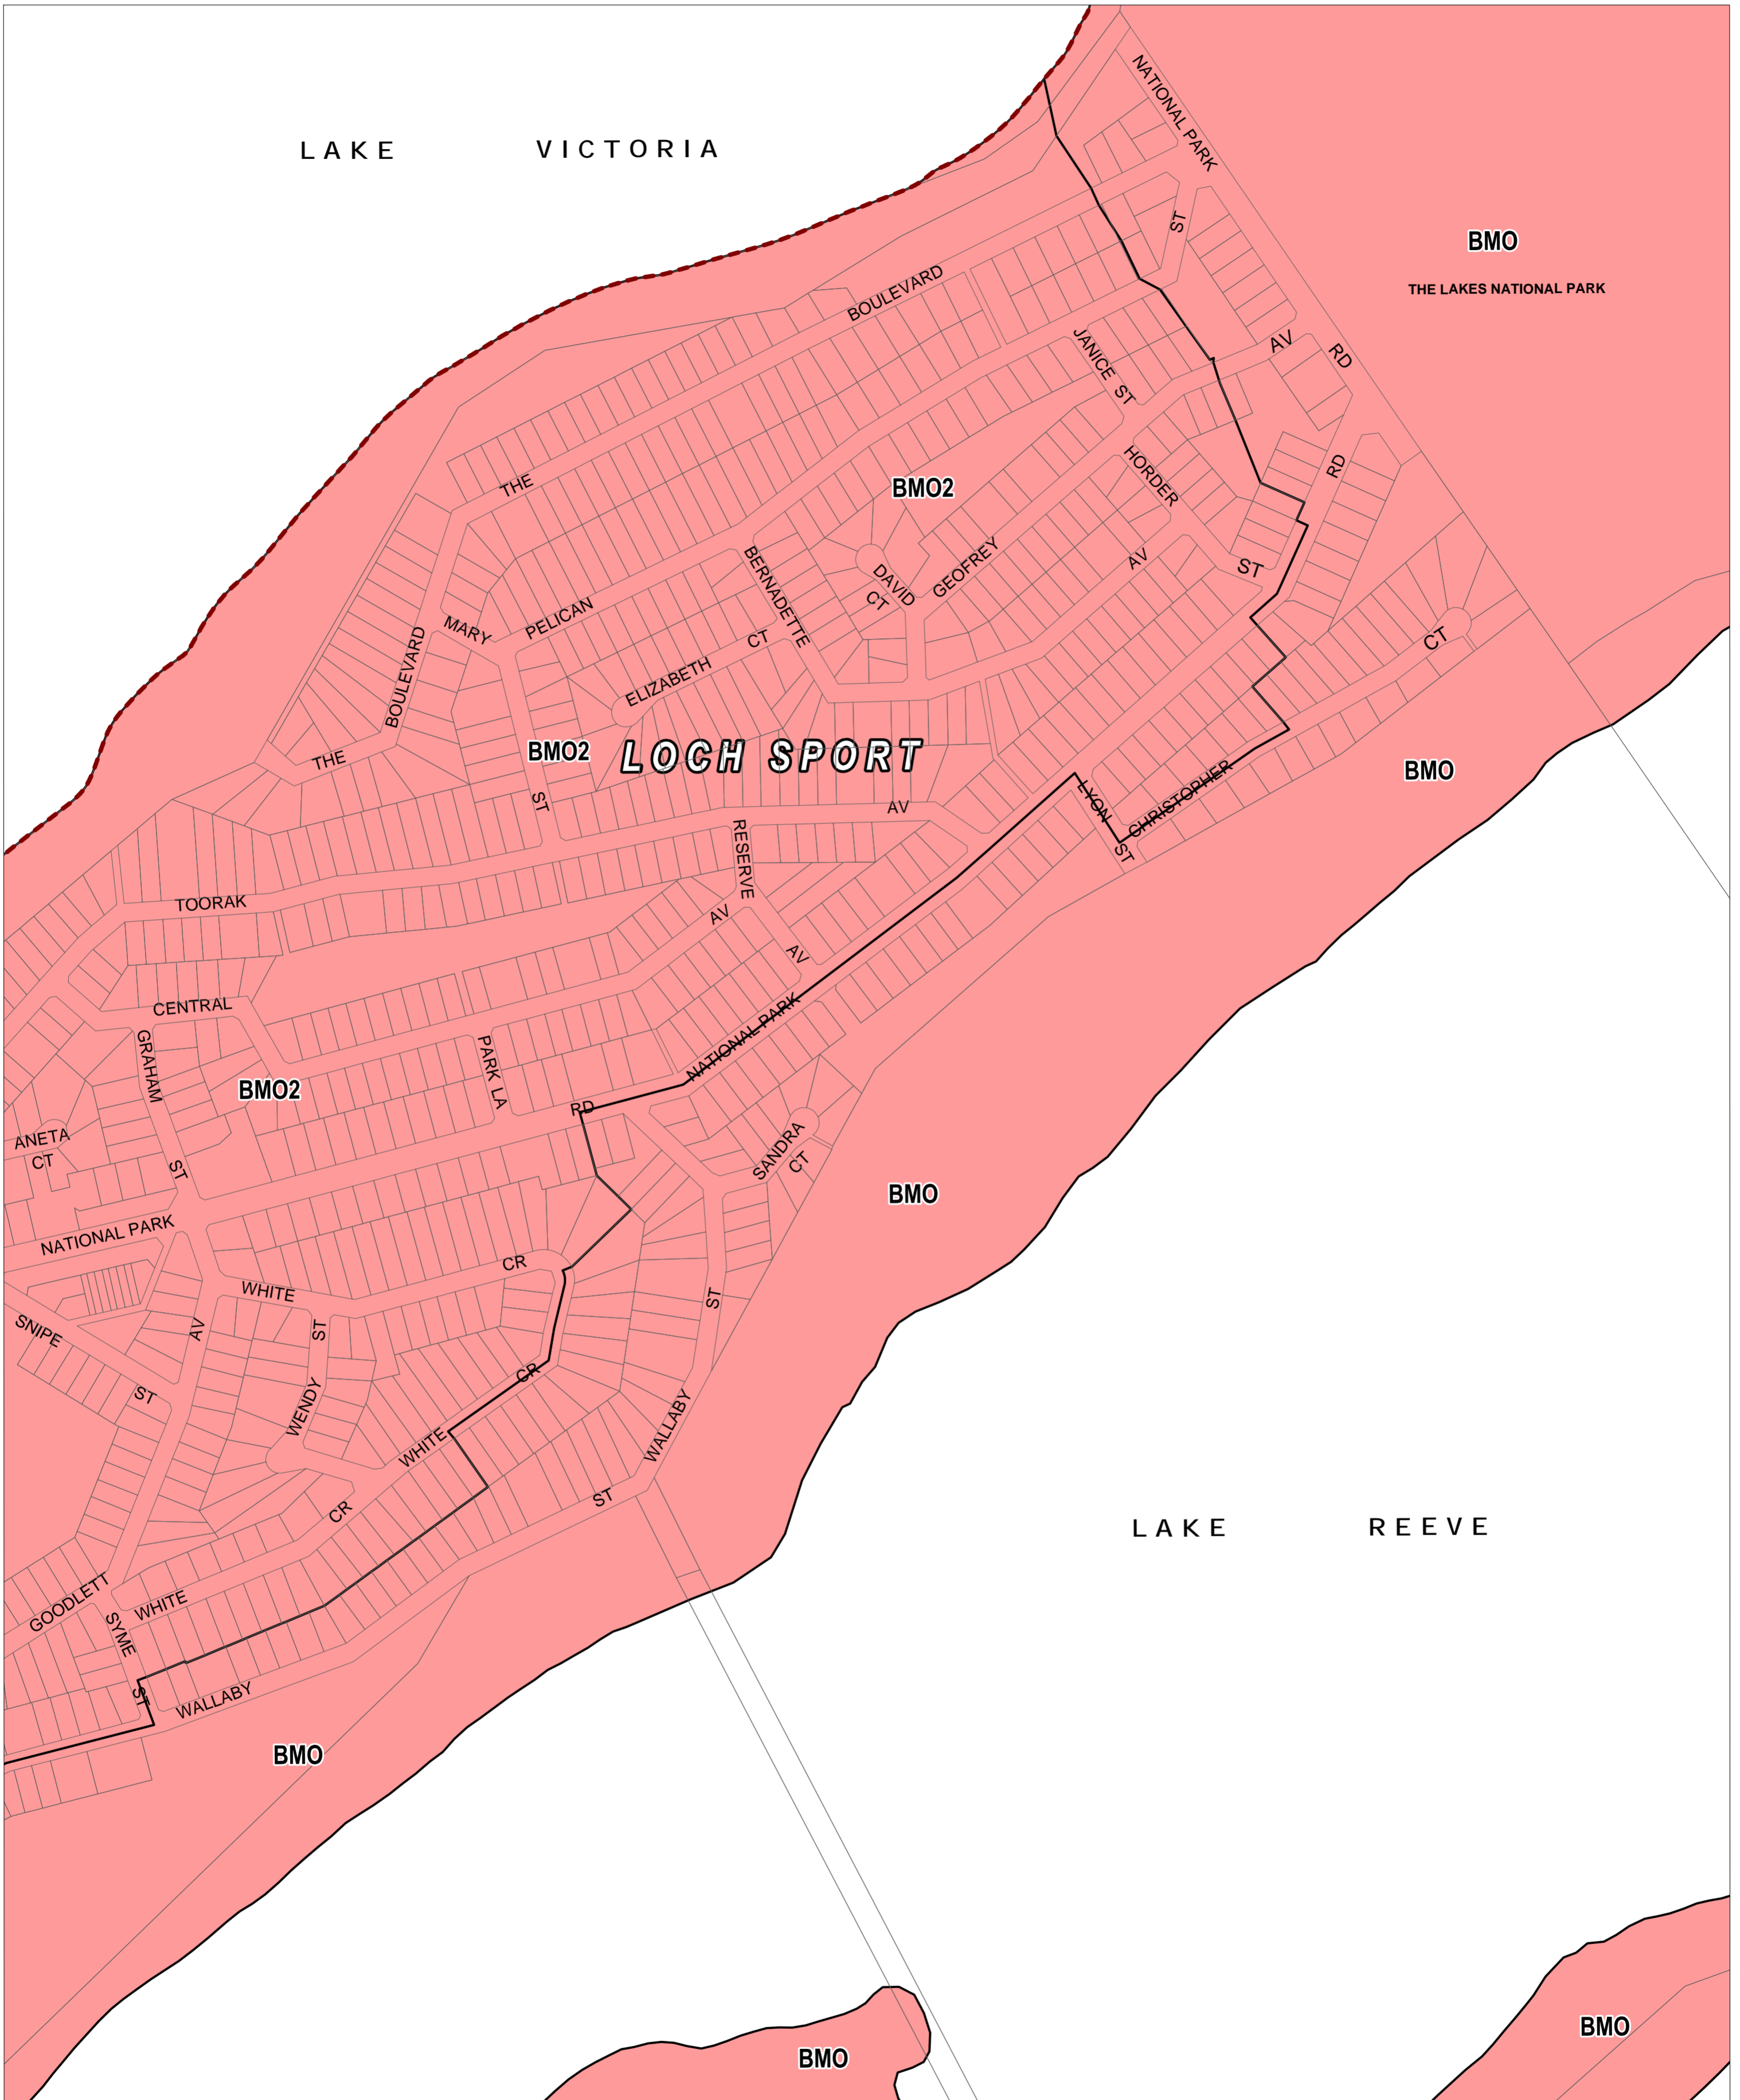 NATIONAL PARK
LAKE VICTORIA
ST
BMO
THE LAKES NATIONAL PARK
BOULEVARD
JANICE ST
AV
RD
THE
BMO2
HORDER
RD
ST
BERNADETTE
DAVID
CT
GEOFREY
AV
PELICAN
MARY
BOULEVARD
ELIZABETH
CT
CT
THE
BMO2
LOCH SPORT
BMO
ST
AV
LYON
ST
CHRISTOPHER
RESERVE
TOORAK
AV
AV
CENTRAL
GRAHAM
NATIONAL PARK
PARK LA
BMO2
RD
ANETA
CT
ST
SANDRA
CT
BMO
NATIONAL PARK
CR
WHITE
ST
SNIPE
AV
ST
ST
CR
WENDY
WALLABY
WHITE
ST
CR
LAKE REEVE
GOODLETT
WHITE
SYME
ST
WALLABY
BMO
BMO
BMO